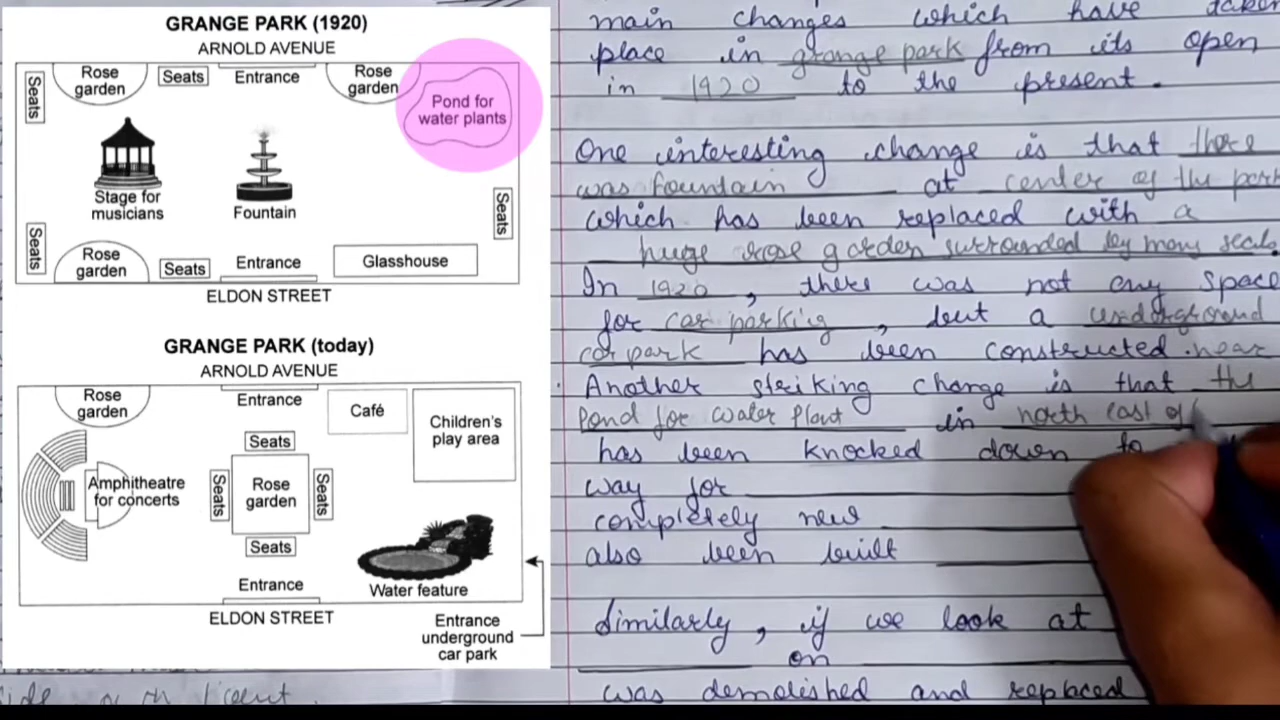 GRANGE PARK (1920)
ARNOLD AVENUE
Rose garden
Seats
Entrance
Rose garden
Pond for water plants
Seats
Stage for musicians
Fountain
Seats
Seats
Rose garden
Seats
Entrance
Glasshouse
ELDON STREET
GRANGE PARK (today)
ARNOLD AVENUE
Rose garden
Entrance
Café
Children's play area
Seats
Amphitheatre for concerts
Seats
Rose garden
Seats
Seats
Water feature
Entrance
ELDON STREET
Entrance underground car park
main changes which have taken
place in grange park from its open
in 1920 to the present.
One interesting change is that there
was fountain at center of the park
which has been replaced with a
huge rose garden surrounded by many seats.
In 1920, there was not any space
for car parking, but a underground
car park has been constructed. near
Another striking change is that the
Pond for water plant in north east of
has been knocked down to
way for
completely new
also been built
Similarly, if we look at
on
was demolished and replaced